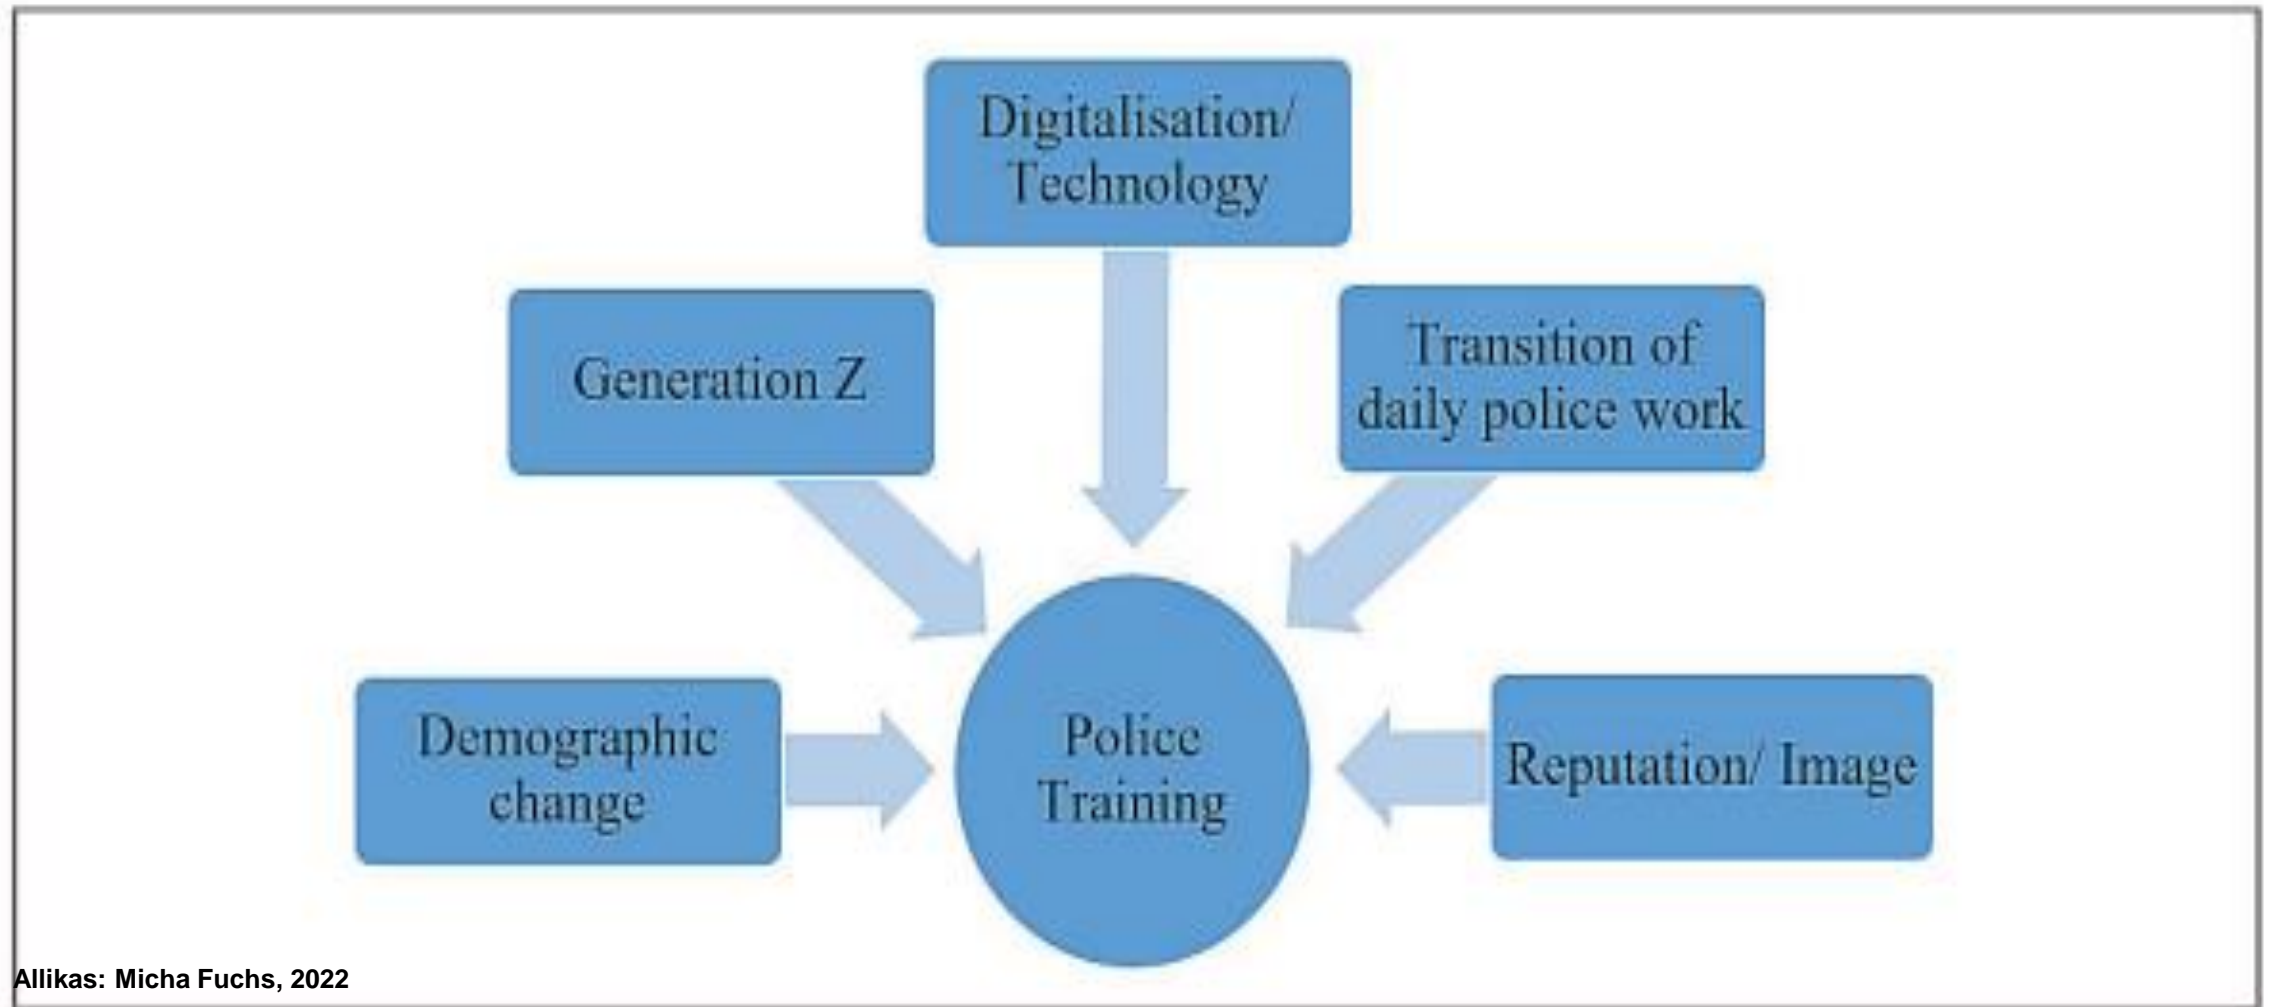 Digitalisation/
Technology
Generation Z
Transition of
daily police work
Demographic
change
Police
Training
Reputation/ Image
Allikas: Micha Fuchs, 2022